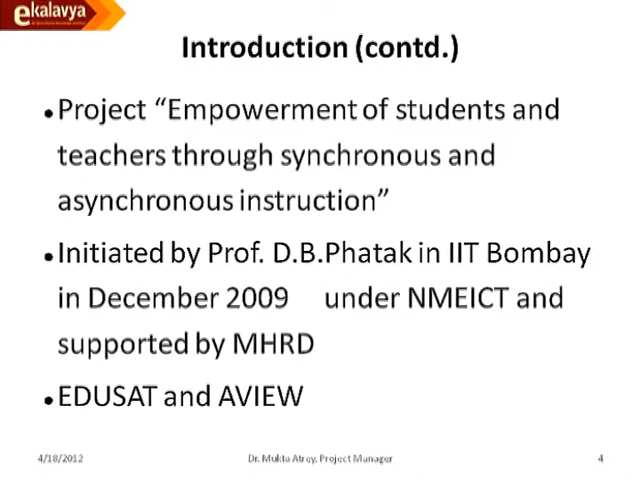 ekalavya
Introduction (contd.)
• Project “Empowerment of students and
teachers through synchronous and
asynchronous instruction”
• Initiated by Prof. D.B.Phatak in IIT Bombay
in December 2009 under NMEICT and
supported by MHRD
• EDUSAT and AVIEW
4/18/2012 Dr. Mukta Atrey, Project Manager 4